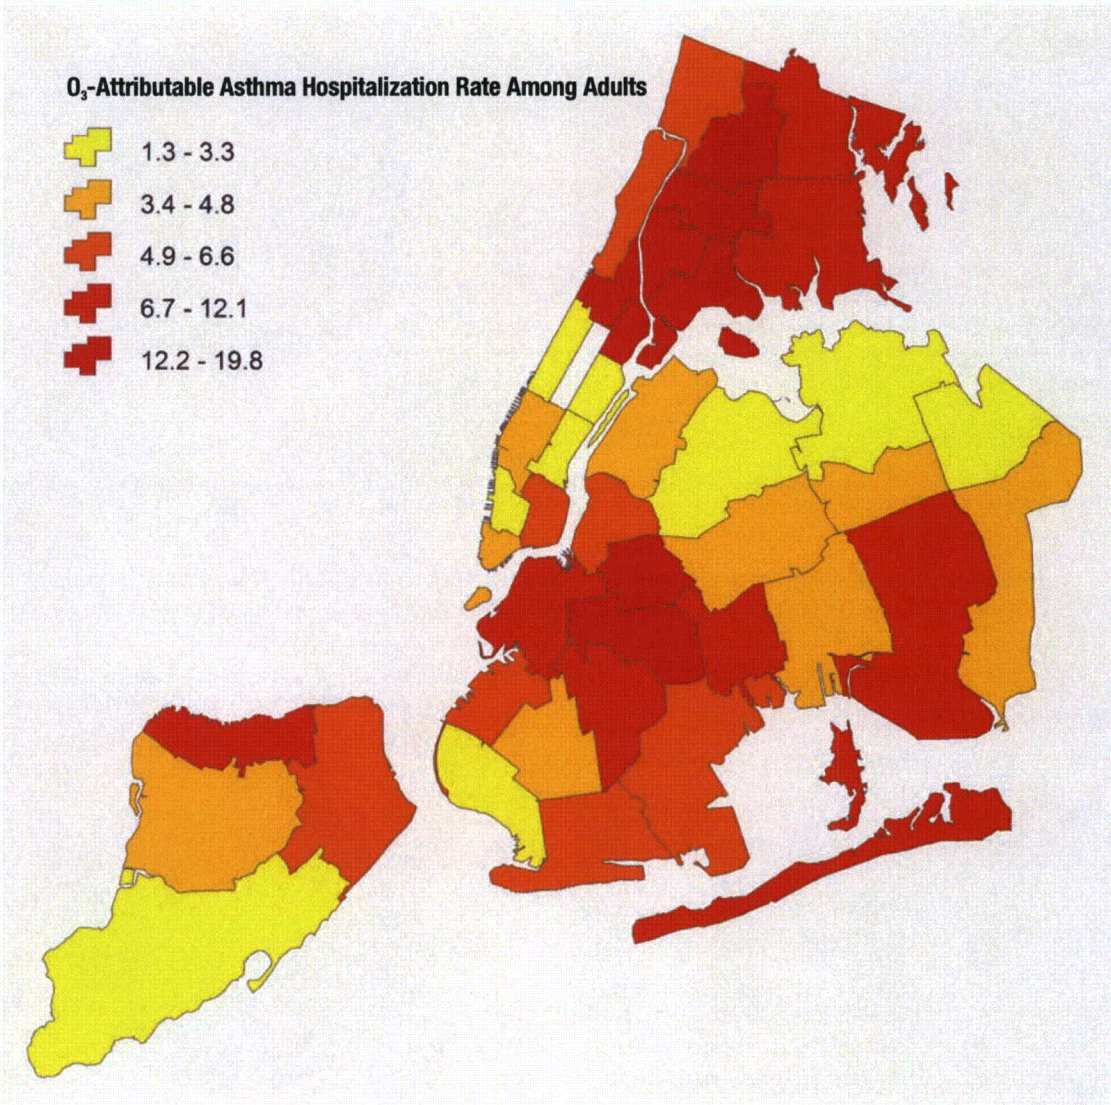 O₃-Attributable Asthma Hospitalization Rate Among Adults
1.3 - 3.3
3.4 - 4.8
4.9 - 6.6
6.7 - 12.1
12.2 - 19.8